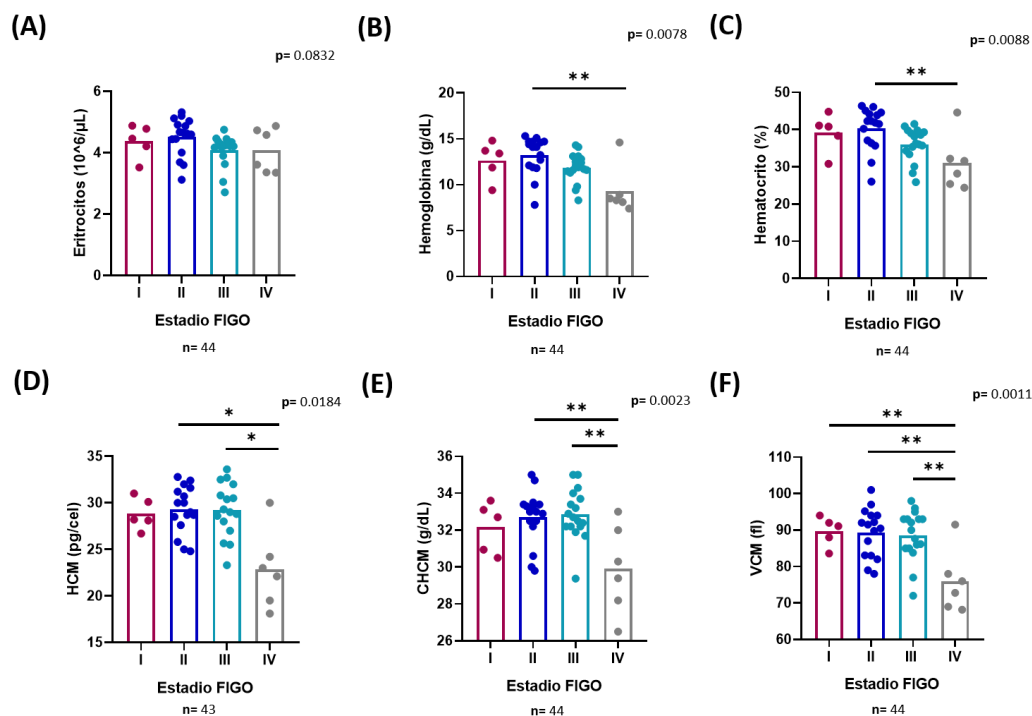 (A)
p= 0.0832
Eritrocitos (10^6/µL)
6
4
2
0
I II III IV
Estadio FIGO
n= 44
(B)
p= 0.0078
**
Hemoglobina (g/dL)
20
15
10
5
0
I II III IV
Estadio FIGO
n= 44
(C)
p= 0.0088
**
Hematocrito (%)
50
40
30
20
10
0
I II III IV
Estadio FIGO
n= 44
(D)
p= 0.0184
*
*
HCM (pg/cel)
35
30
25
20
15
I II III IV
Estadio FIGO
n= 43
(E)
p= 0.0023
**
**
CHCM (g/dL)
36
34
32
30
28
26
I II III IV
Estadio FIGO
n= 44
(F)
p= 0.0011
**
**
**
VCM (fl)
110
100
90
80
70
60
I II III IV
Estadio FIGO
n= 44